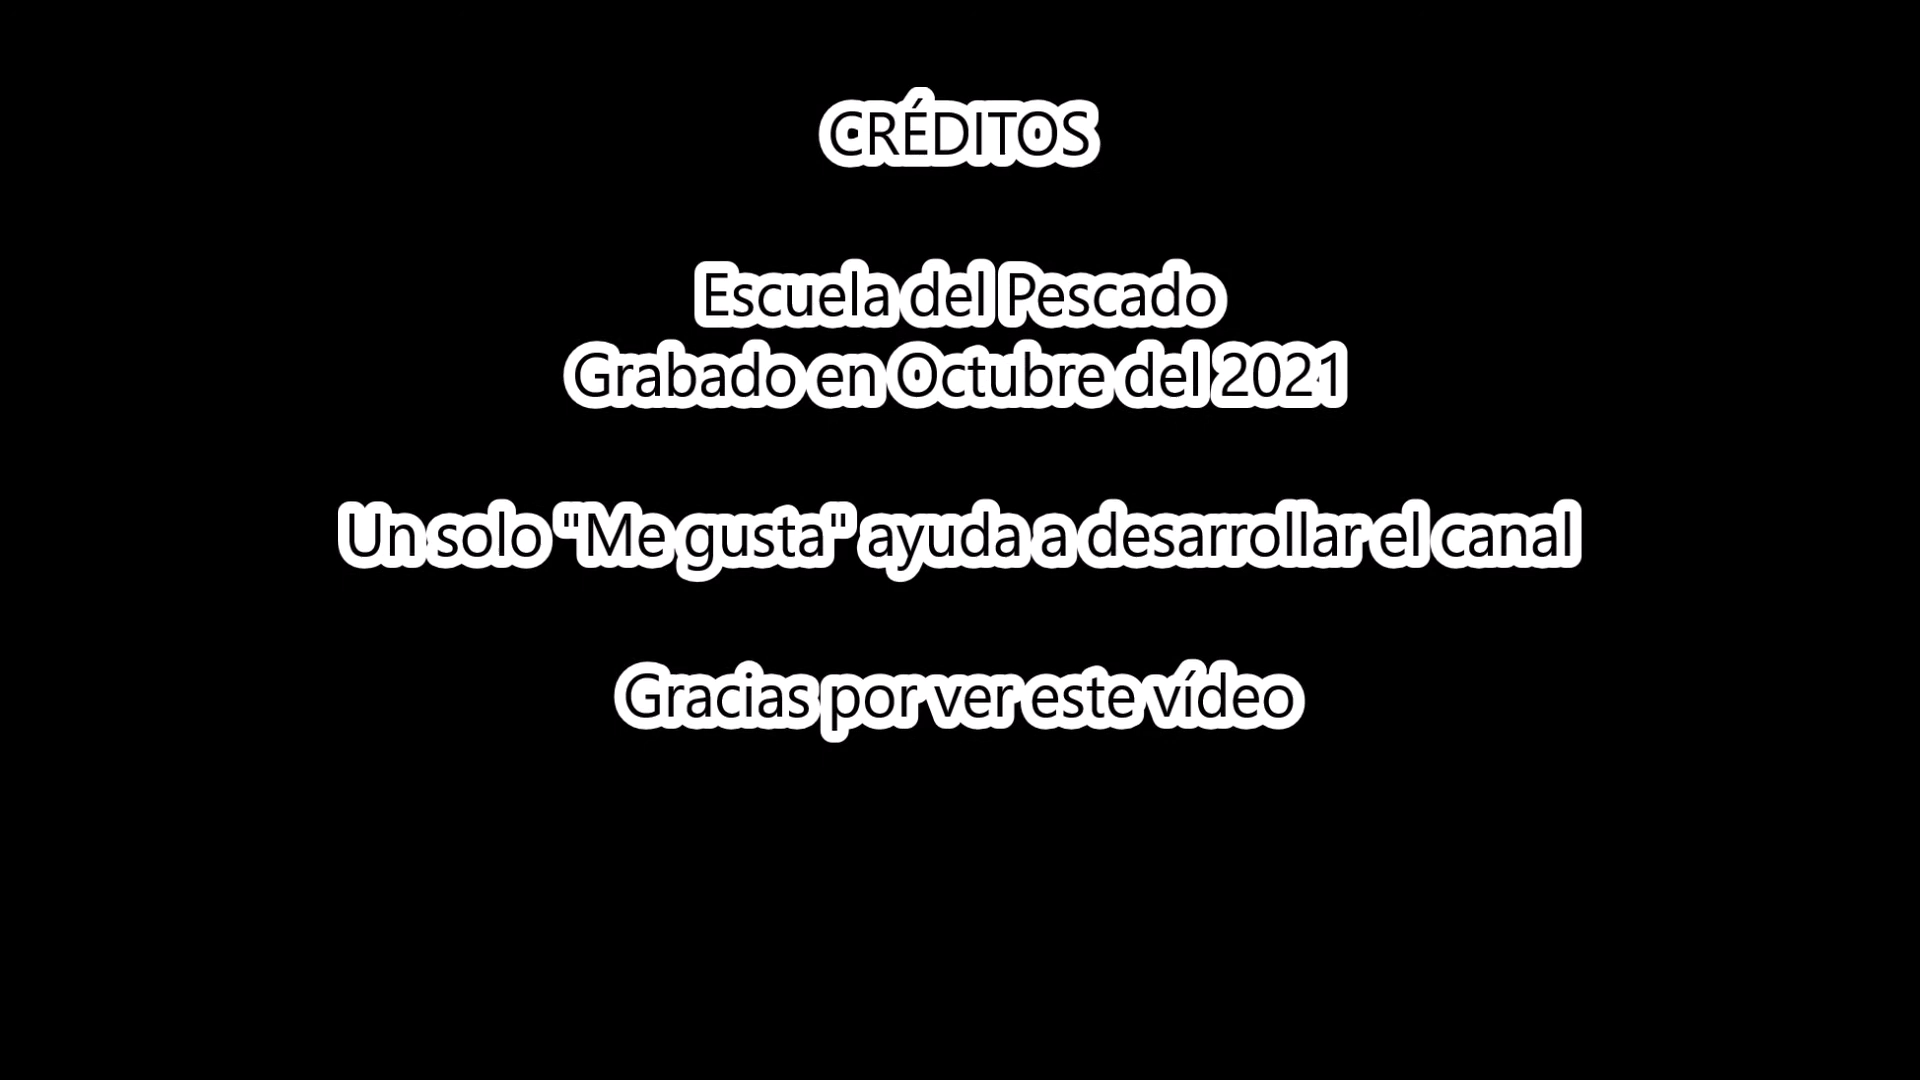 CRÉDITOS
Escuela del Pescado
Grabado en Octubre del 2021
Un solo "Me gusta" ayuda a desarrollar el canal
Gracias por ver este vídeo